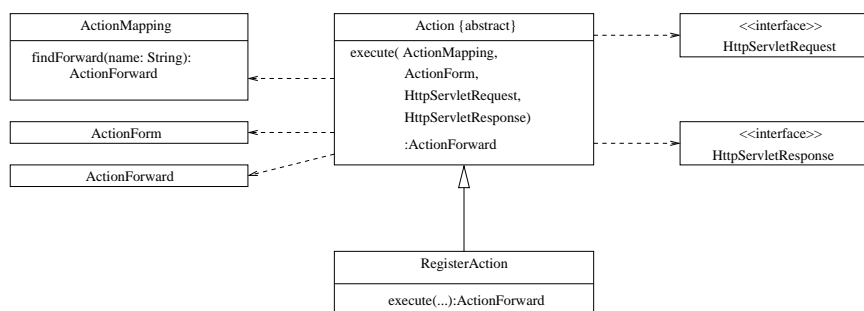 ActionMapping
findForward(name: String):
ActionForward
ActionForm
ActionForward
Action {abstract}
execute( ActionMapping,
ActionForm,
HttpServletRequest,
HttpServletResponse)
:ActionForward
<<interface>>
HttpServletRequest
<<interface>>
HttpServletResponse
RegisterAction
execute(...):ActionForward